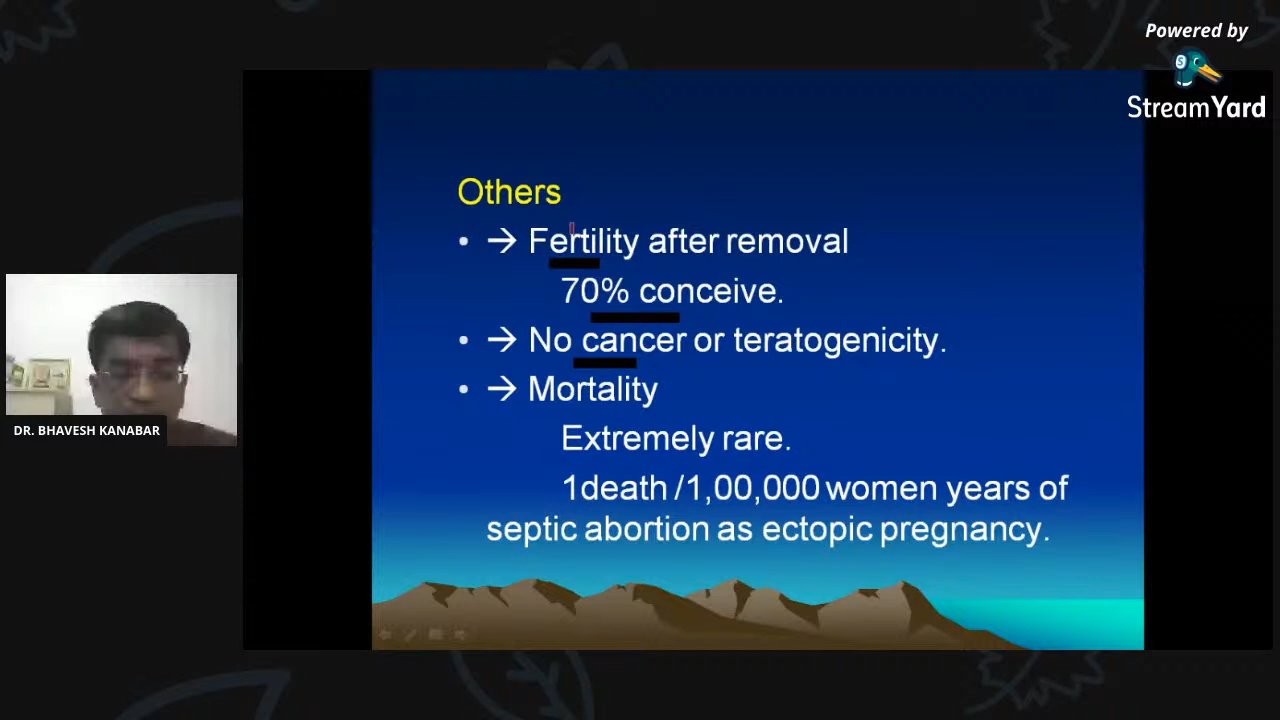 Powered by
StreamYard
Others
• → Fertility after removal
70% conceive.
• → No cancer or teratogenicity.
• → Mortality
Extremely rare.
1death /1,00,000 women years of
septic abortion as ectopic pregnancy.
DR. BHAVESH KANABAR